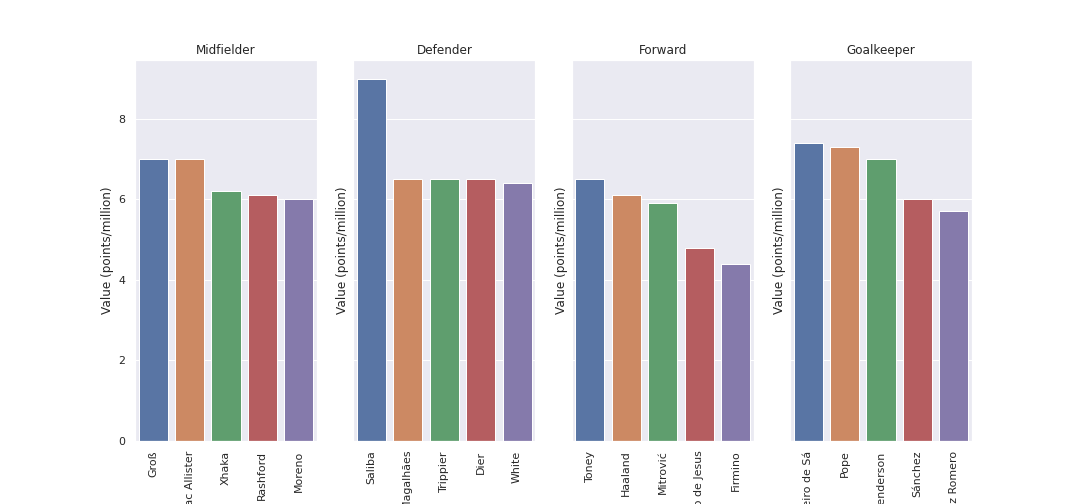 Midfielder
Defender
Forward
Goalkeeper
Value (points/million)
8
6
4
2
0
Groß
ac Allister
Xhaka
Rashford
Moreno
Value (points/million)
Saliba
Magalhães
Trippier
Dier
White
Value (points/million)
Toney
Haaland
Mitrović
o de Jesus
Firmino
Value (points/million)
eiro de Sá
Pope
enderson
Sánchez
z Romero